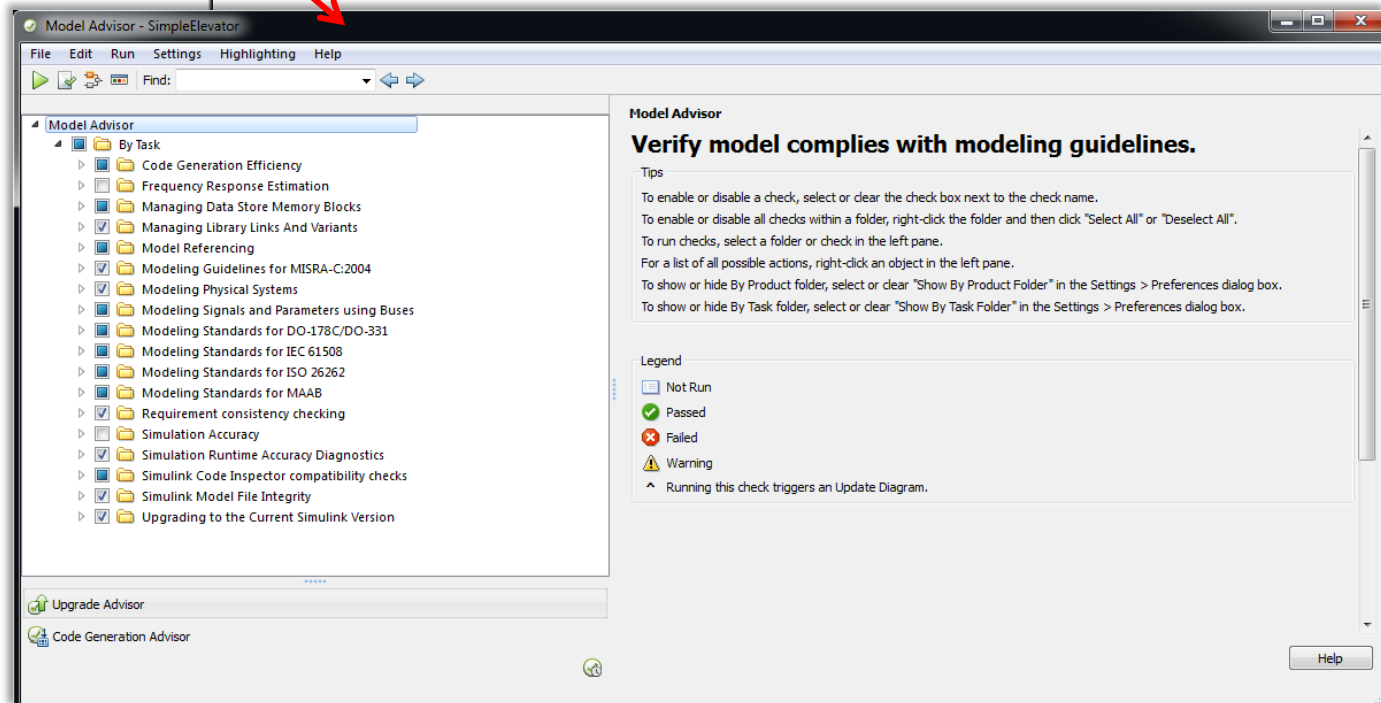 Model Advisor - SimpleElevator
File Edit Run Settings Highlighting Help
Find:
Model Advisor
By Task
Code Generation Efficiency
Frequency Response Estimation
Managing Data Store Memory Blocks
Managing Library Links And Variants
Model Referencing
Modeling Guidelines for MISRA-C:2004
Modeling Physical Systems
Modeling Signals and Parameters using Buses
Modeling Standards for DO-178C/DO-331
Modeling Standards for IEC 61508
Modeling Standards for ISO 26262
Modeling Standards for MAAB
Requirement consistency checking
Simulation Accuracy
Simulation Runtime Accuracy Diagnostics
Simulink Code Inspector compatibility checks
Simulink Model File Integrity
Upgrading to the Current Simulink Version
Upgrade Advisor
Code Generation Advisor
Model Advisor
Verify model complies with modeling guidelines.
Tips
To enable or disable a check, select or clear the check box next to the check name.
To enable or disable all checks within a folder, right-click the folder and then click "Select All" or "Deselect All".
To run checks, select a folder or check in the left pane.
For a list of all possible actions, right-click an object in the left pane.
To show or hide By Product folder, select or clear "Show By Product Folder" in the Settings > Preferences dialog box.
To show or hide By Task folder, select or clear "Show By Task Folder" in the Settings > Preferences dialog box.
Legend
Not Run
Passed
Failed
Warning
^ Running this check triggers an Update Diagram.
Help